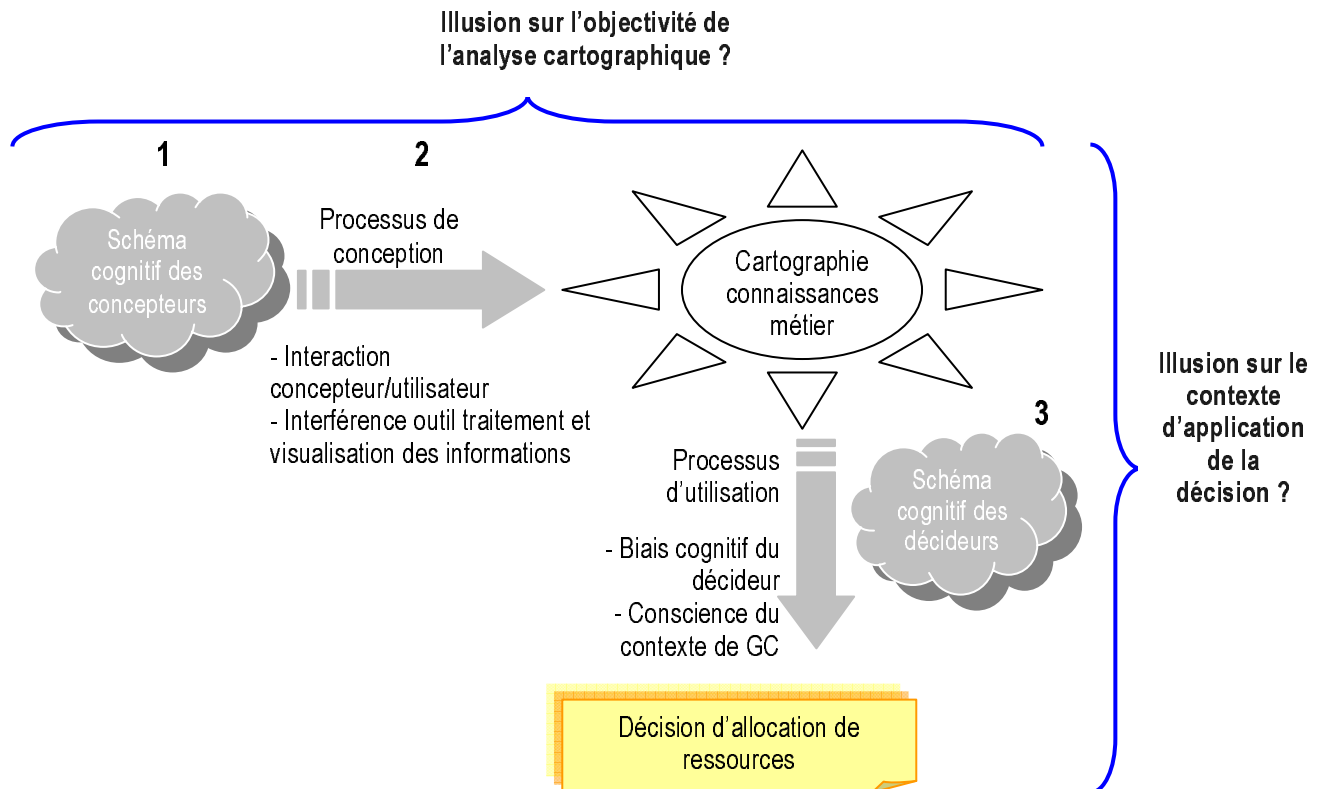 Illusion sur l’objectivité de
l’analyse cartographique ?
1
2
Schéma
cognitif des
concepteurs
Processus de
conception
- Interaction
concepteur/utilisateur
- Interférence outil traitement et
visualisation des informations
Cartographie
connaissances
métier
3
Schéma
cognitif des
décideurs
Processus
d’utilisation
- Biais cognitif du
décideur
- Conscience du
contexte de GC
Illusion sur le
contexte
d’application
de la
décision ?
Décision d’allocation de
ressources